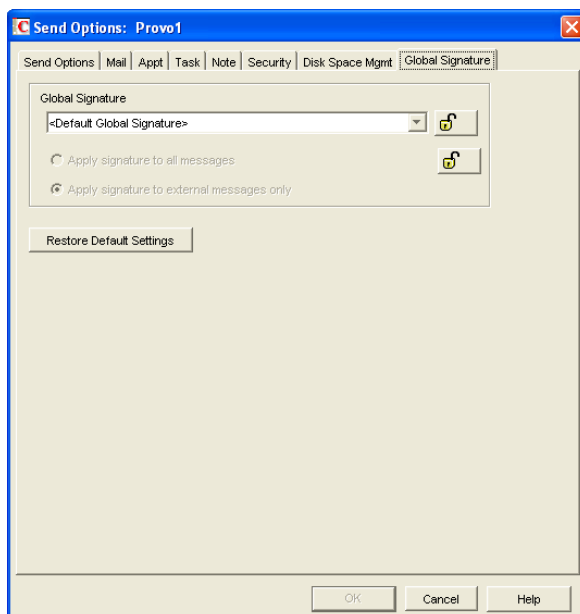 Send Options: Provo1
Send Options Mail Appt Task Note Security Disk Space Mgmt Global Signature
Global Signature
<Default Global Signature>
Apply signature to all messages
Apply signature to external messages only
Restore Default Settings
OK Cancel Help